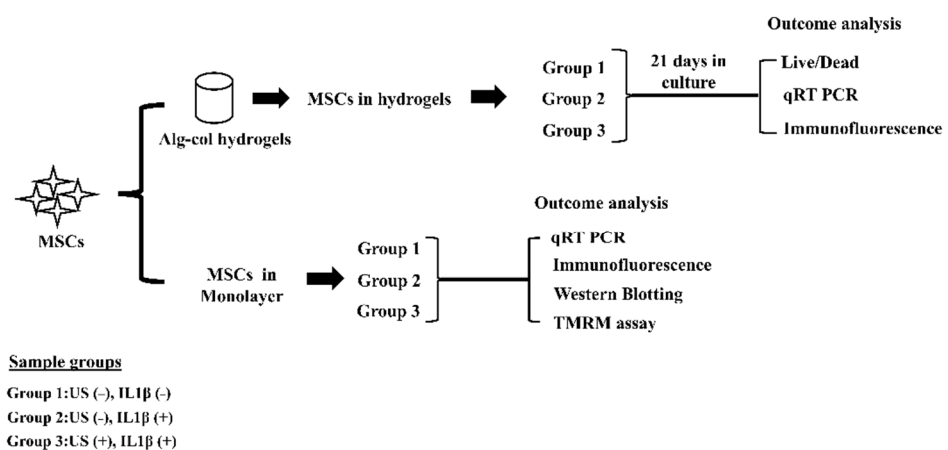 Outcome analysis
Live/Dead
qRT PCR
Immunofluorescence
21 days in
culture
Group 1
Group 2
Group 3
MSCs in hydrogels
Alg-col hydrogels
MSCs
Outcome analysis
qRT PCR
Immunofluorescence
Western Blotting
TMRM assay
Group 1
Group 2
Group 3
MSCs in
Monolayer
Sample groups
Group 1:US (–), IL1β (–)
Group 2:US (–), IL1β (+)
Group 3:US (+), IL1β (+)